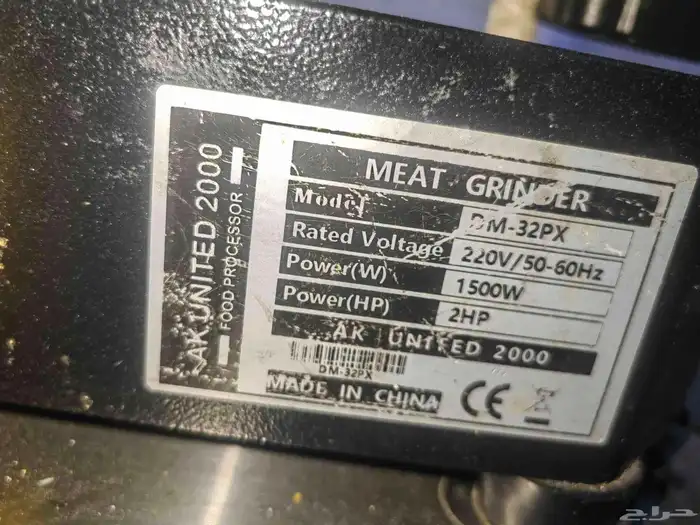 AK.UNITED 2000
FOOD PROCESSOR
MEAT GRINDER
Model DM-32PX
Rated Voltage 220V/50-60Hz
Power(W) 1500W
Power(HP) 2HP
AK UNITED 2000
DM-32PX
MADE IN CHINA CE
حراج